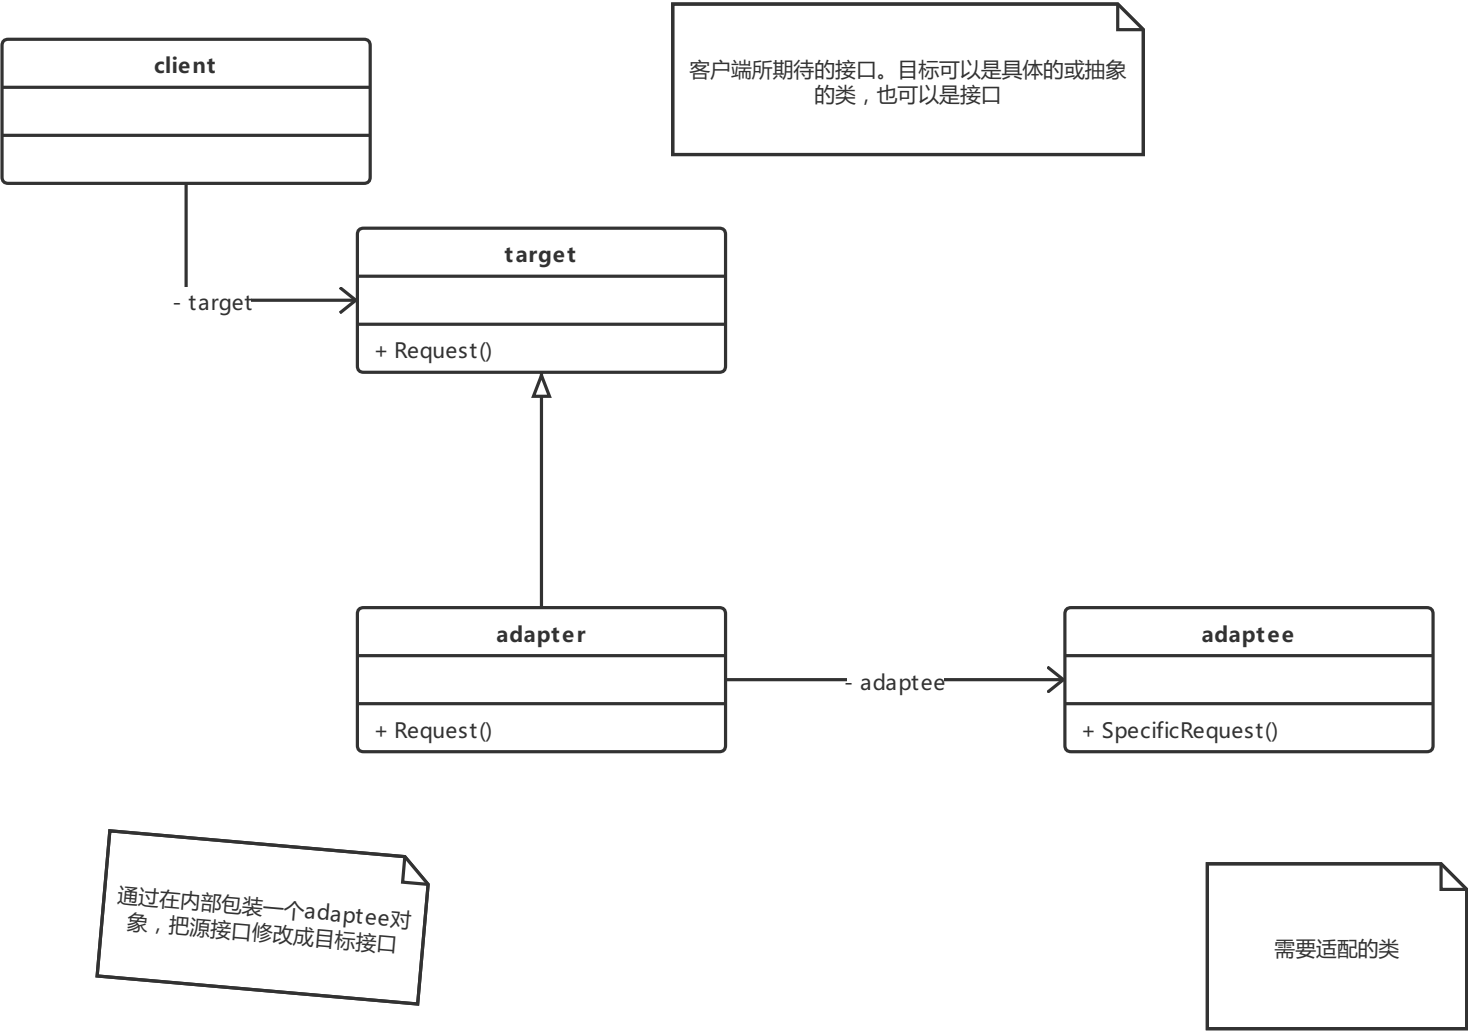 客户端所期待的接口。目标可以是具体的或抽象
的类，也可以是接口
client
target
- target
+ Request()
adapter
adaptee
- adaptee
+ Request()
+ SpecificRequest()
通过在内部包装一个adaptee对
象，把源接口修改成目标接口
需要适配的类